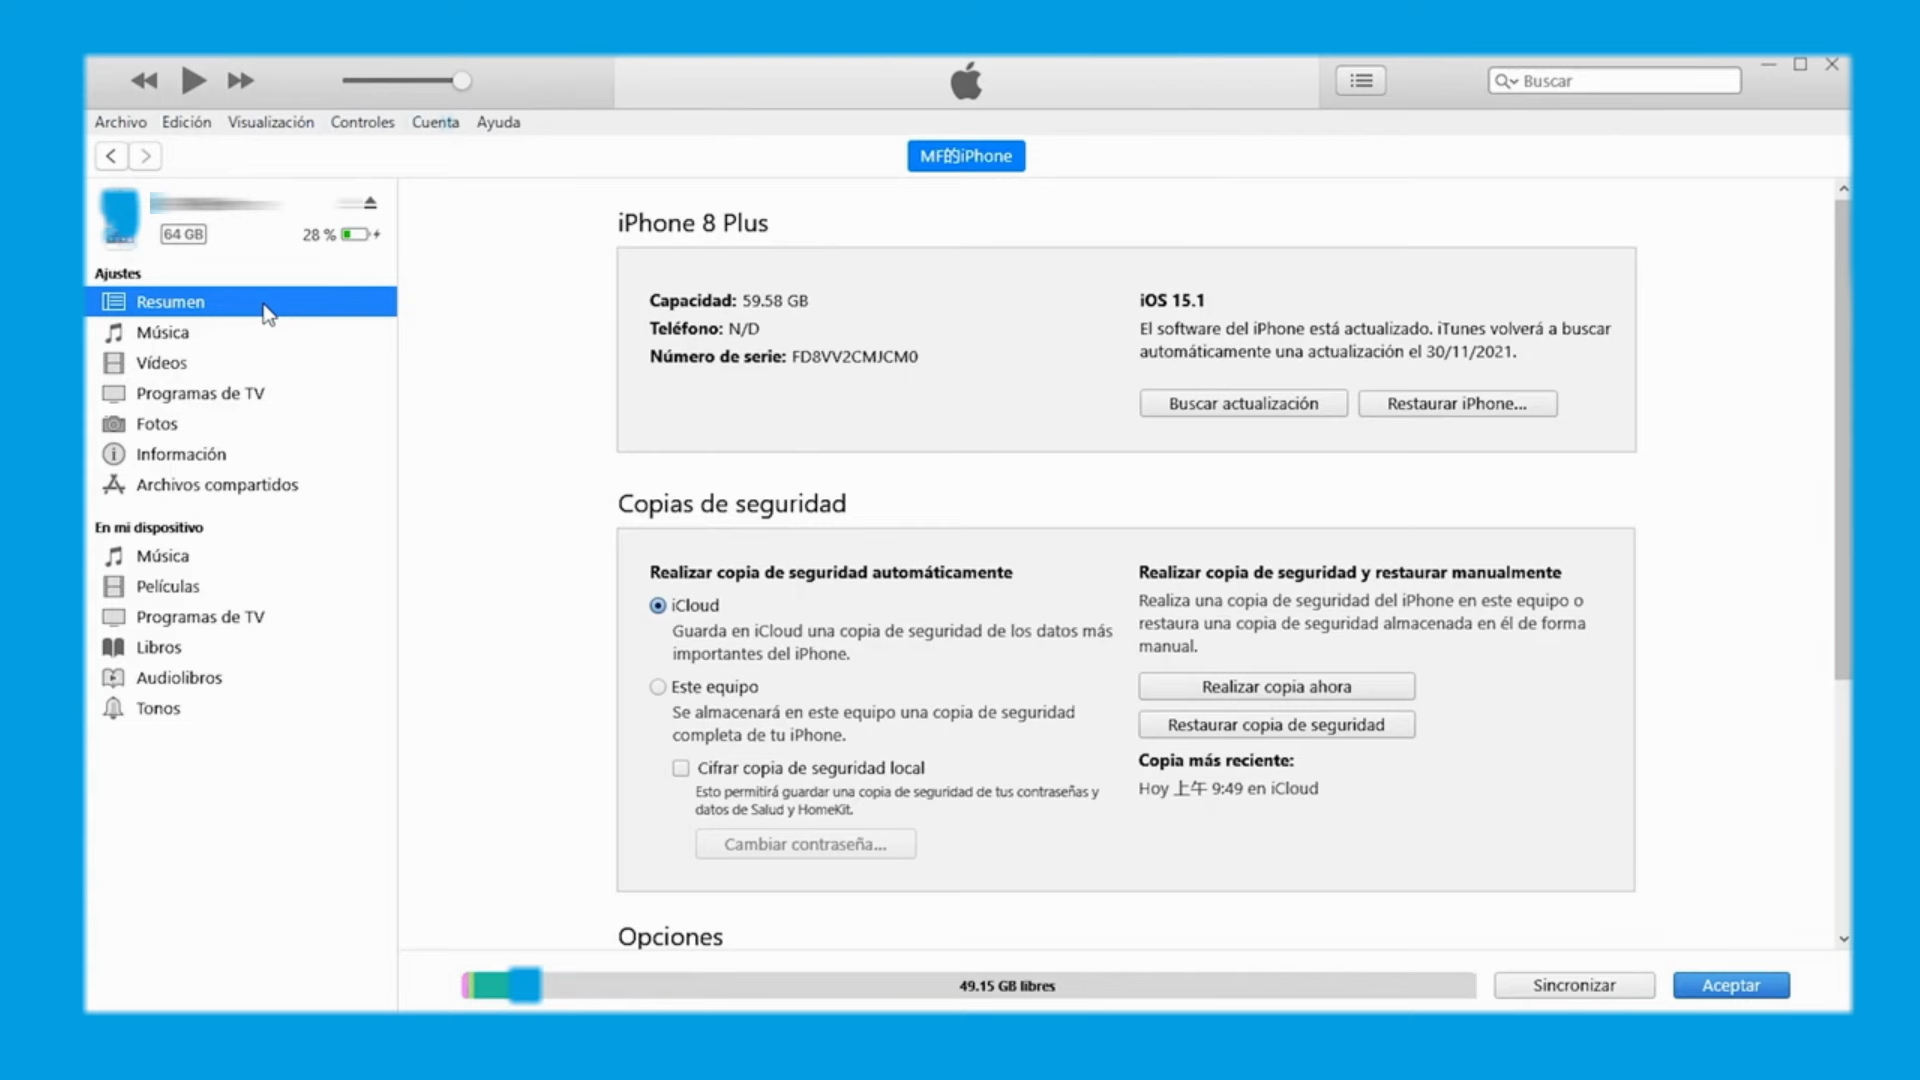 Buscar
Archivo Edición Visualización Controles Cuenta Ayuda
MF的iPhone
64 GB
28 %
Ajustes
Resumen
Música
Vídeos
Programas de TV
Fotos
Información
Archivos compartidos
En mi dispositivo
Música
Películas
Programas de TV
Libros
Audiolibros
Tonos
iPhone 8 Plus
Capacidad: 59.58 GB
Teléfono: N/D
Número de serie: FD8VV2CMJCM0
iOS 15.1
El software del iPhone está actualizado. iTunes volverá a buscar
automáticamente una actualización el 30/11/2021.
Buscar actualización
Restaurar iPhone...
Copias de seguridad
Realizar copia de seguridad automáticamente
iCloud
Guarda en iCloud una copia de seguridad de los datos más
importantes del iPhone.
Este equipo
Se almacenará en este equipo una copia de seguridad
completa de tu iPhone.
Cifrar copia de seguridad local
Esto permitirá guardar una copia de seguridad de tus contraseñas y
datos de Salud y HomeKit.
Cambiar contraseña...
Realizar copia de seguridad y restaurar manualmente
Realiza una copia de seguridad del iPhone en este equipo o
restaura una copia de seguridad almacenada en él de forma
manual.
Realizar copia ahora
Restaurar copia de seguridad
Copia más reciente:
Hoy 上午 9:49 en iCloud
Opciones
49.15 GB libres
Sincronizar
Aceptar